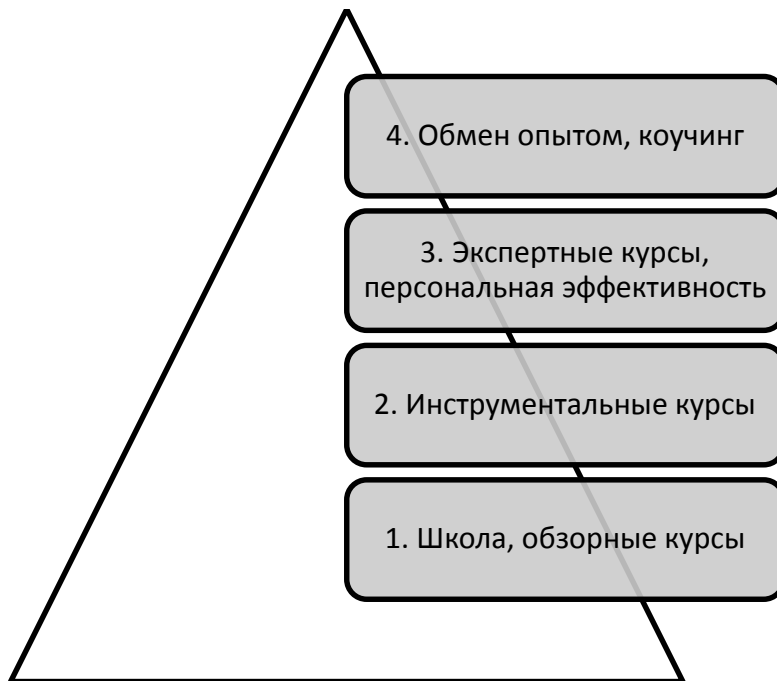 4. Обмен опытом, коучинг
3. Экспертные курсы,
персональная эффективность
2. Инструментальные курсы
1. Школа, обзорные курсы